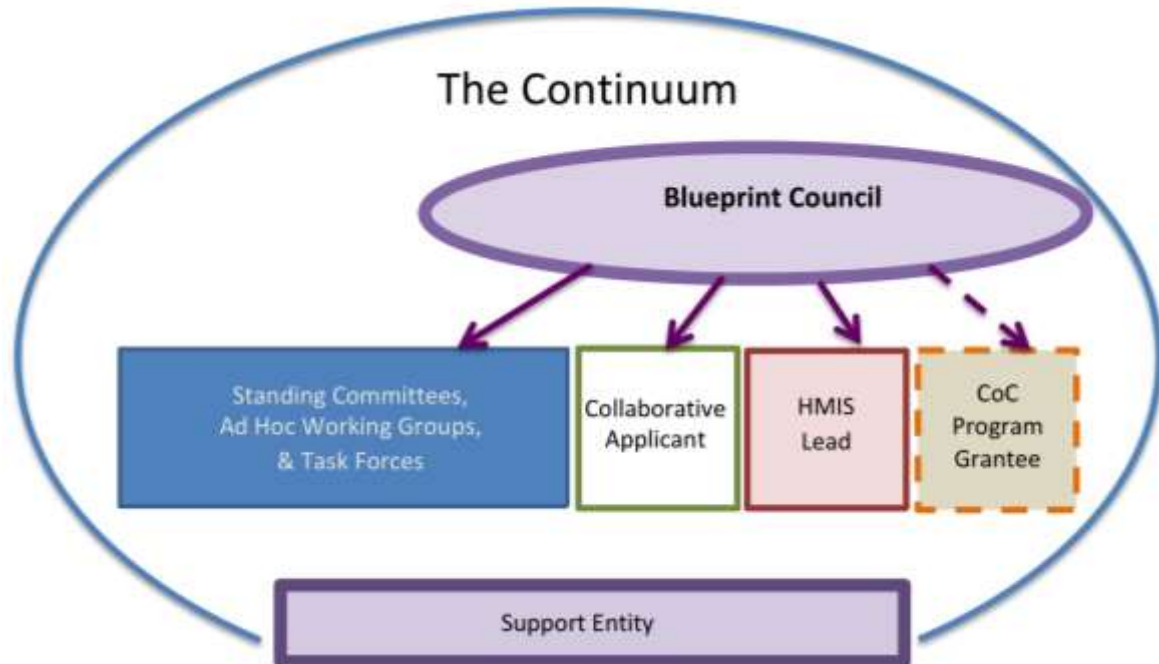 The Continuum
Blueprint Council
Standing Committees,
Ad Hoc Working Groups,
& Task Forces
Collaborative
Applicant
HMIS
Lead
CoC
Program
Grantee
Support Entity